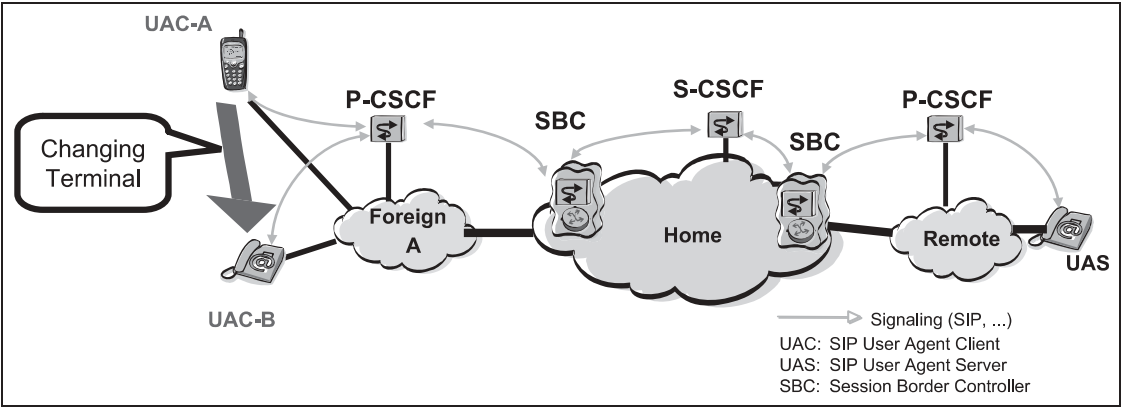 UAC-A
P-CSCF
S-CSCF
P-CSCF
SBC
SBC
Changing
Terminal
Foreign
A
Home
Remote
UAS
UAC-B
Signaling (SIP, ...)
UAC: SIP User Agent Client
UAS: SIP User Agent Server
SBC: Session Border Controller